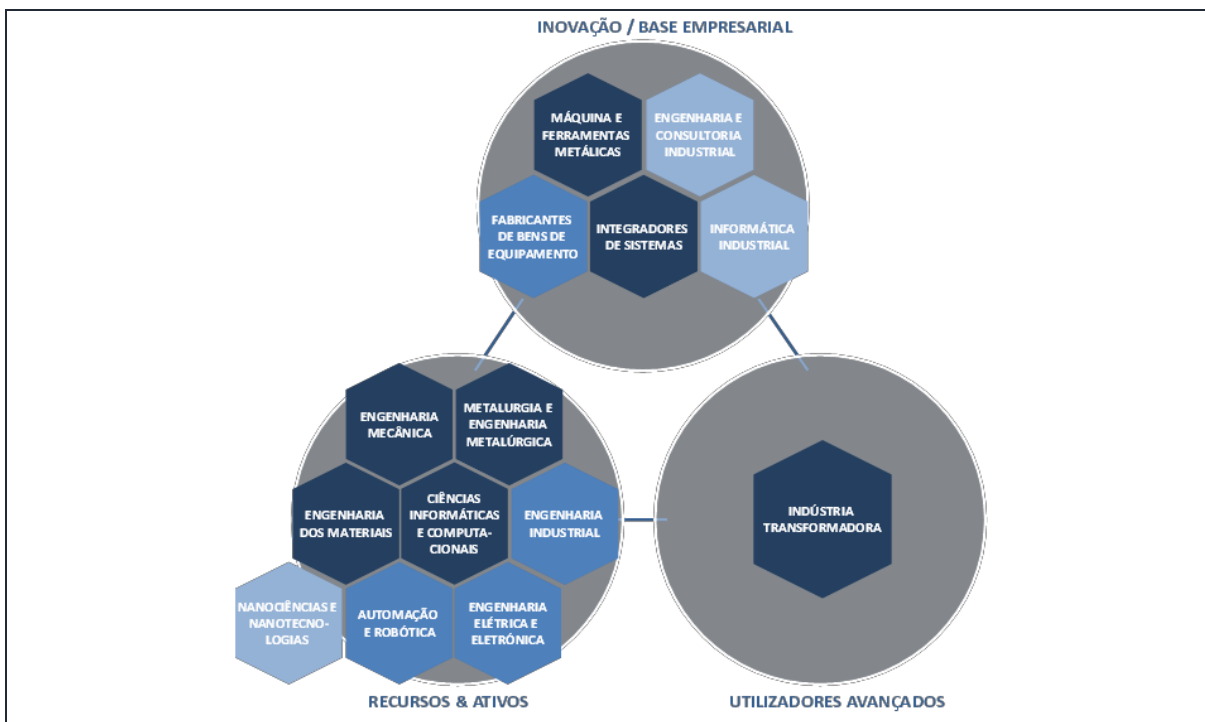 INOVAÇÃO / BASE EMPRESARIAL
MÁQUINA E
FERRAMENTAS
METÁLICAS
ENGENHARIA E
CONSULTORIA
INDUSTRIAL
FABRICANTES
DE BENS DE
EQUIPAMENTO
INTEGRADORES
DE SISTEMAS
INFORMÁTICA
INDUSTRIAL
ENGENHARIA
MECÂNICA
METALURGIA E
ENGENHARIA
METALÚRGICA
ENGENHARIA
DOS MATERIAIS
CIÊNCIAS
INFORMÁTICAS
E COMPUTA-
CIONAIS
ENGENHARIA
INDUSTRIAL
NANOCIÊNCIAS E
NANOTECNO-
LOGIAS
AUTOMAÇÃO
E ROBÓTICA
ENGENHARIA
ELÉTRICA E
ELETRÓNICA
INDÚSTRIA
TRANSFORMADORA
RECURSOS & ATIVOS
UTILIZADORES AVANÇADOS